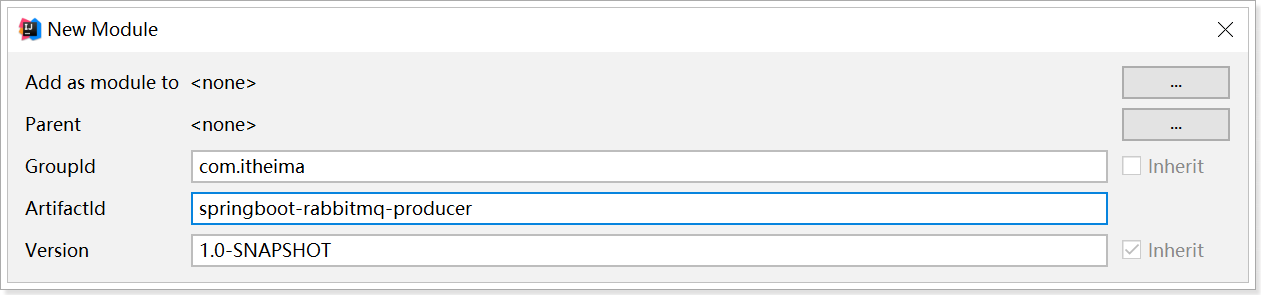 New Module
Add as module to <none> ...
Parent <none> ...
GroupId com.itheima Inherit
ArtifactId springboot-rabbitmq-producer
Version 1.0-SNAPSHOT Inherit